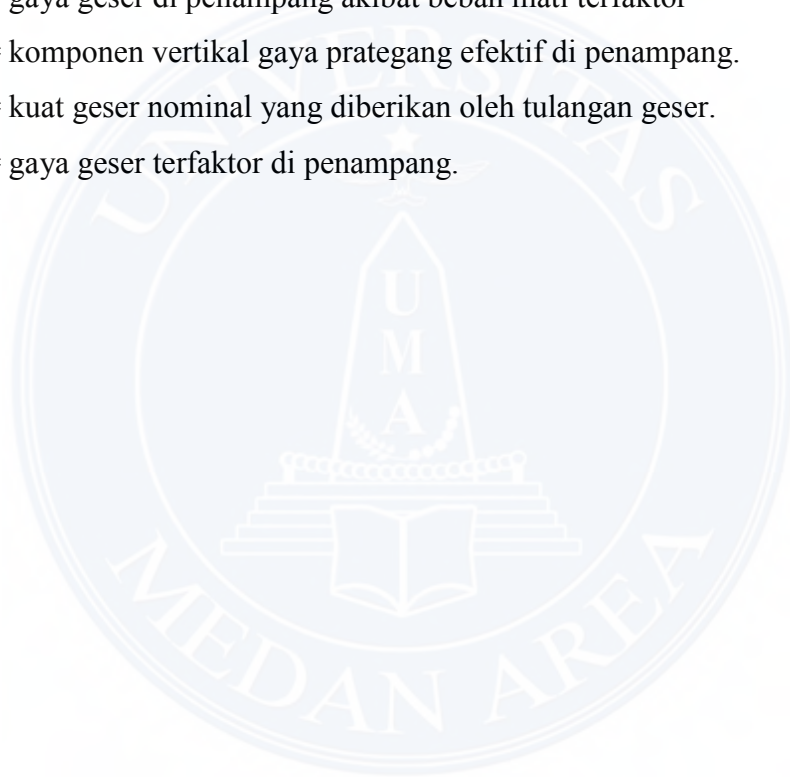 gaya geser di penampang akibat beban mati terfaktor
= komponen vertikal gaya prategang efektif di penampang.
= kuat geser nominal yang diberikan oleh tulangan geser.
= gaya geser terfaktor di penampang.
UNIVERSITAS
U
M
A
MEDAN AREA